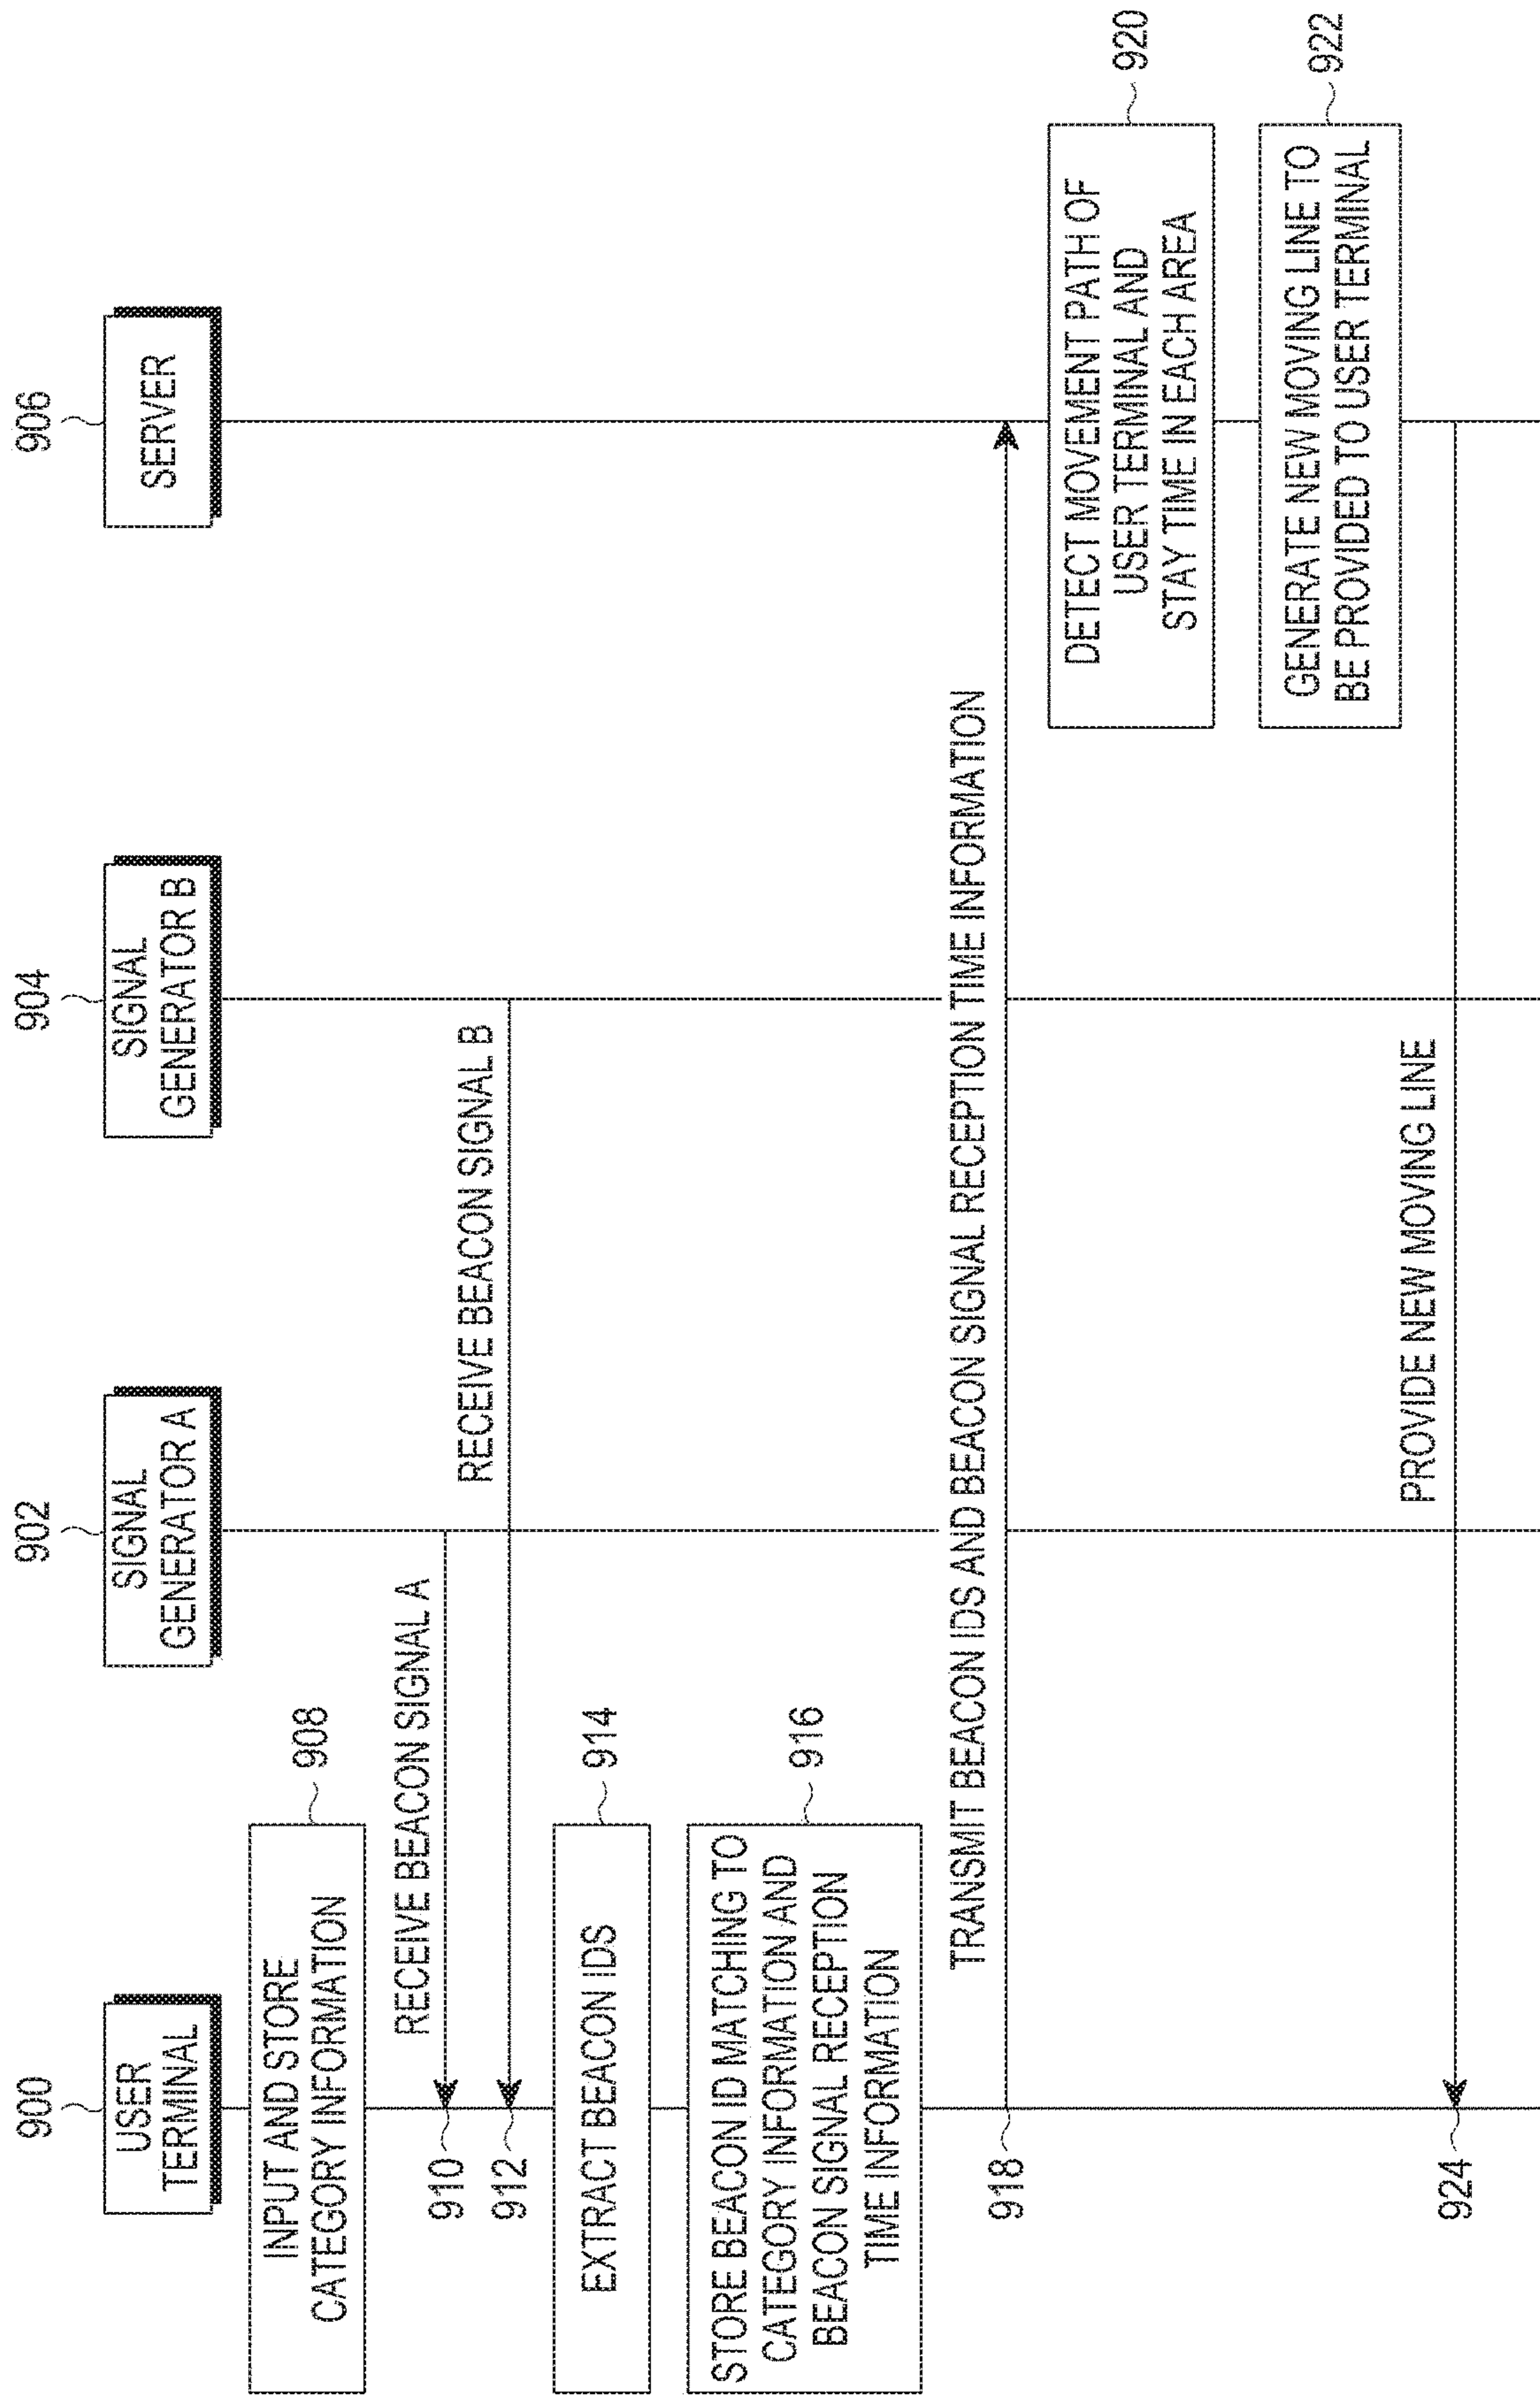 900
902
904
906
USER
TERMINAL
SIGNAL
GENERATOR A
SIGNAL
GENERATOR B
SERVER
INPUT AND STORE
CATEGORY INFORMATION
908
RECEIVE BEACON SIGNAL A
910
RECEIVE BEACON SIGNAL B
912
EXTRACT BEACON IDS
914
STORE BEACON ID MATCHING TO
CATEGORY INFORMATION AND
BEACON SIGNAL RECEPTION
TIME INFORMATION
916
TRANSMIT BEACON IDS AND BEACON SIGNAL RECEPTION TIME INFORMATION
918
DETECT MOVEMENT PATH OF
USER TERMINAL AND
STAY TIME IN EACH AREA
920
GENERATE NEW MOVING LINE TO
BE PROVIDED TO USER TERMINAL
922
PROVIDE NEW MOVING LINE
924